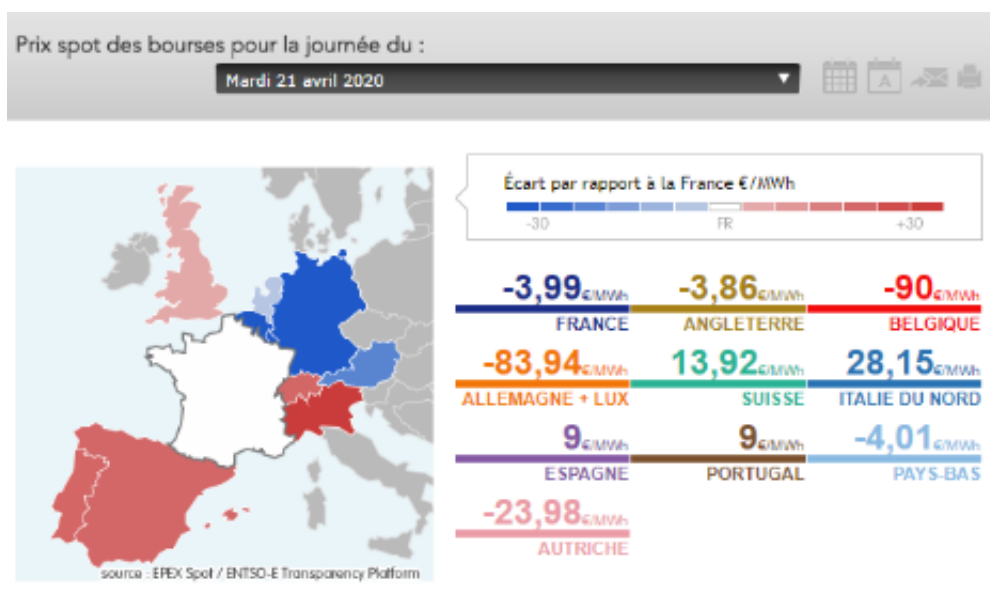 Prix spot des bourses pour la journée du :
Mardi 21 avril 2020
A
Écart par rapport à la France €/MWh
-30 FR +30
-3,99€/MWh -3,86€/MWh -90€/MWh
FRANCE ANGLETERRE BELGIQUE
-83,94€/MWh 13,92€/MWh 28,15€/MWh
ALLEMAGNE + LUX SUISSE ITALIE DU NORD
9€/MWh 9€/MWh -4,01€/MWh
ESPAGNE PORTUGAL PAYS-BAS
-23,98€/MWh
AUTRICHE
source : EPEX Spot / ENTSO-E Transparency Platform